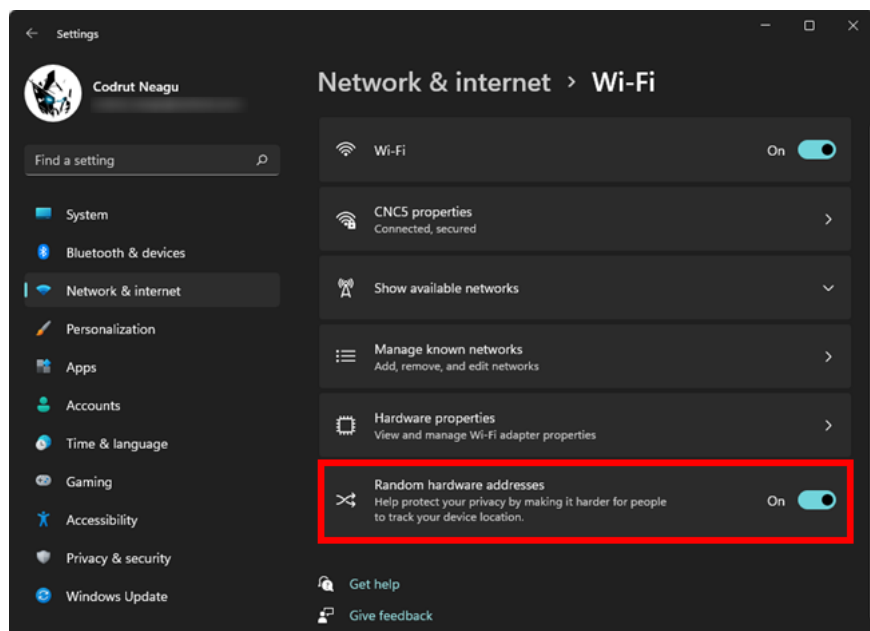 Settings
Codrut Neagu
Find a setting
System
Bluetooth & devices
Network & internet
Personalization
Apps
Accounts
Time & language
Gaming
Accessibility
Privacy & security
Windows Update
Network & internet > Wi-Fi
Wi-Fi
On
CNC5 properties
Connected, secured
Show available networks
Manage known networks
Add, remove, and edit networks
Hardware properties
View and manage Wi-Fi adapter properties
Random hardware addresses
Help protect your privacy by making it harder for people
to track your device location.
On
Get help
Give feedback